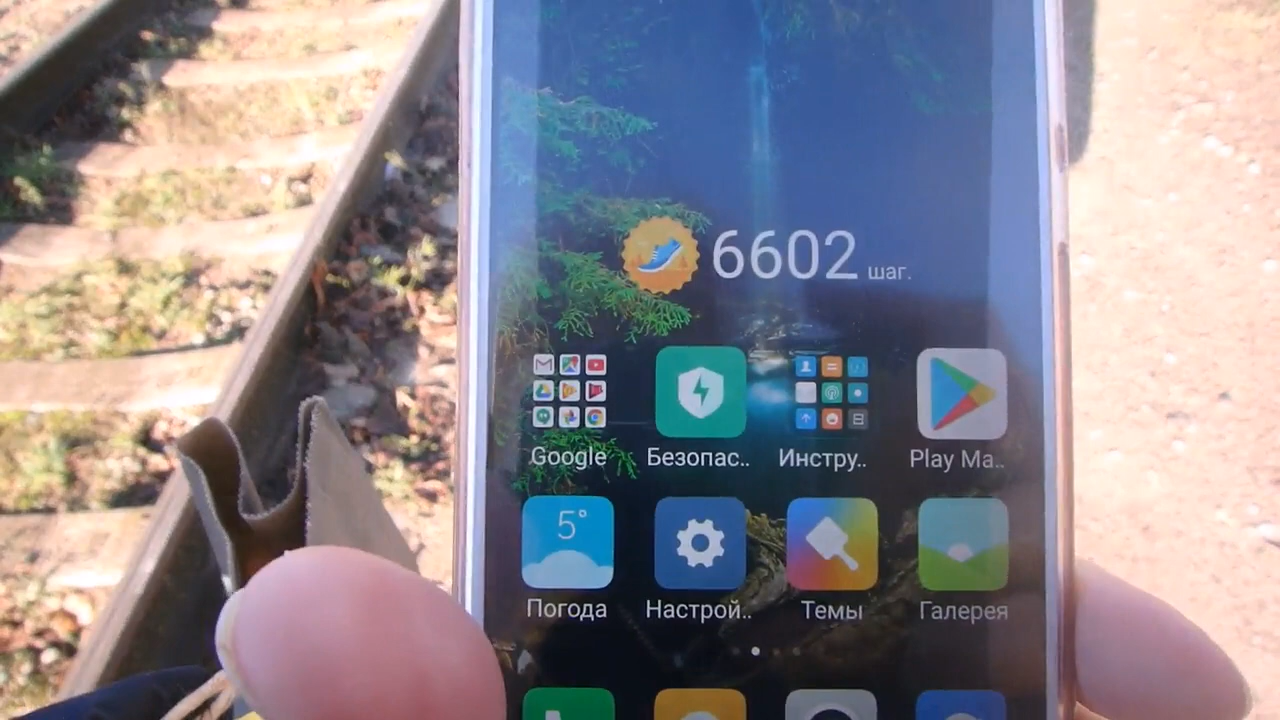 6602 шаг.
Google Безопас.. Инстру.. Play Ma..
5°
Погода Настрой.. Темы Галерея